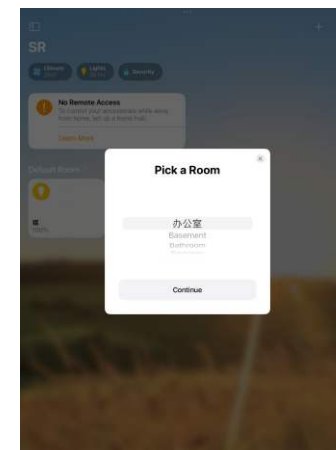 SR
Climate
Lights
Security
No Remote Access
To control your accessories while away
from home, set up a home hub.
Learn More
Default Room
100%
Pick a Room
办公室
Basement
Bathroom
Continue